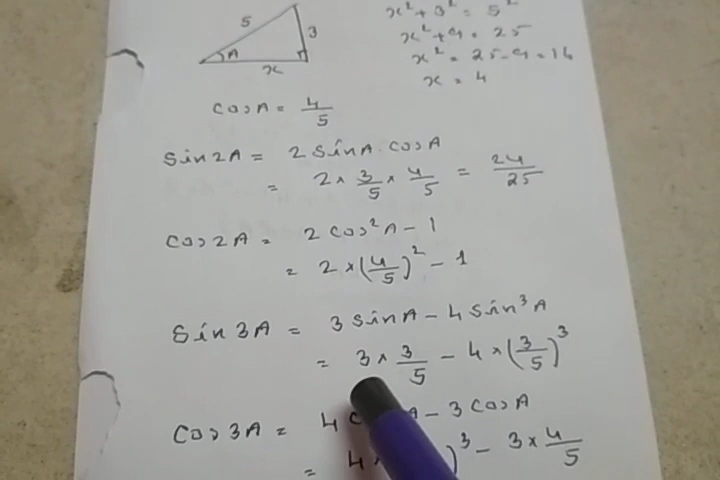 5
3
A
x
x² + 3² = 5²
x² + 9 = 25
x² = 25 - 9 = 16
x = 4
cos A = 4/5
Sin 2A = 2 Sin A . cos A
= 2 × 3/5 × 4/5 = 24/25
Cos 2A = 2 cos² A - 1
= 2 × (4/5)² - 1
Sin 3A = 3 Sin A - 4 Sin³ A
= 3 × 3/5 - 4 × (3/5)³
Cos 3A = 4 c A - 3 cos A
= 4 × )³ - 3 × 4/5